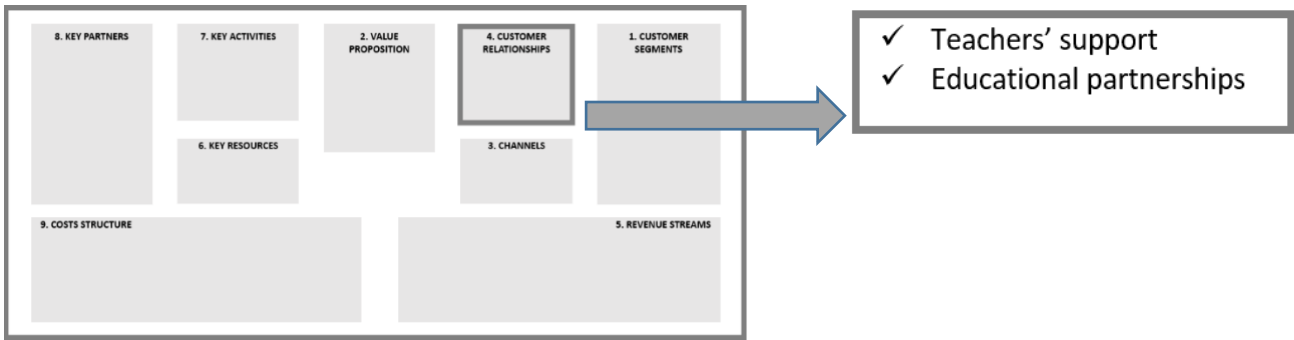 8. KEY PARTNERS
7. KEY ACTIVITIES
2. VALUE
PROPOSITION
4. CUSTOMER
RELATIONSHIPS
1. CUSTOMER
SEGMENTS
6. KEY RESOURCES
3. CHANNELS
9. COSTS STRUCTURE
5. REVENUE STREAMS
✓ Teachers' support
✓ Educational partnerships